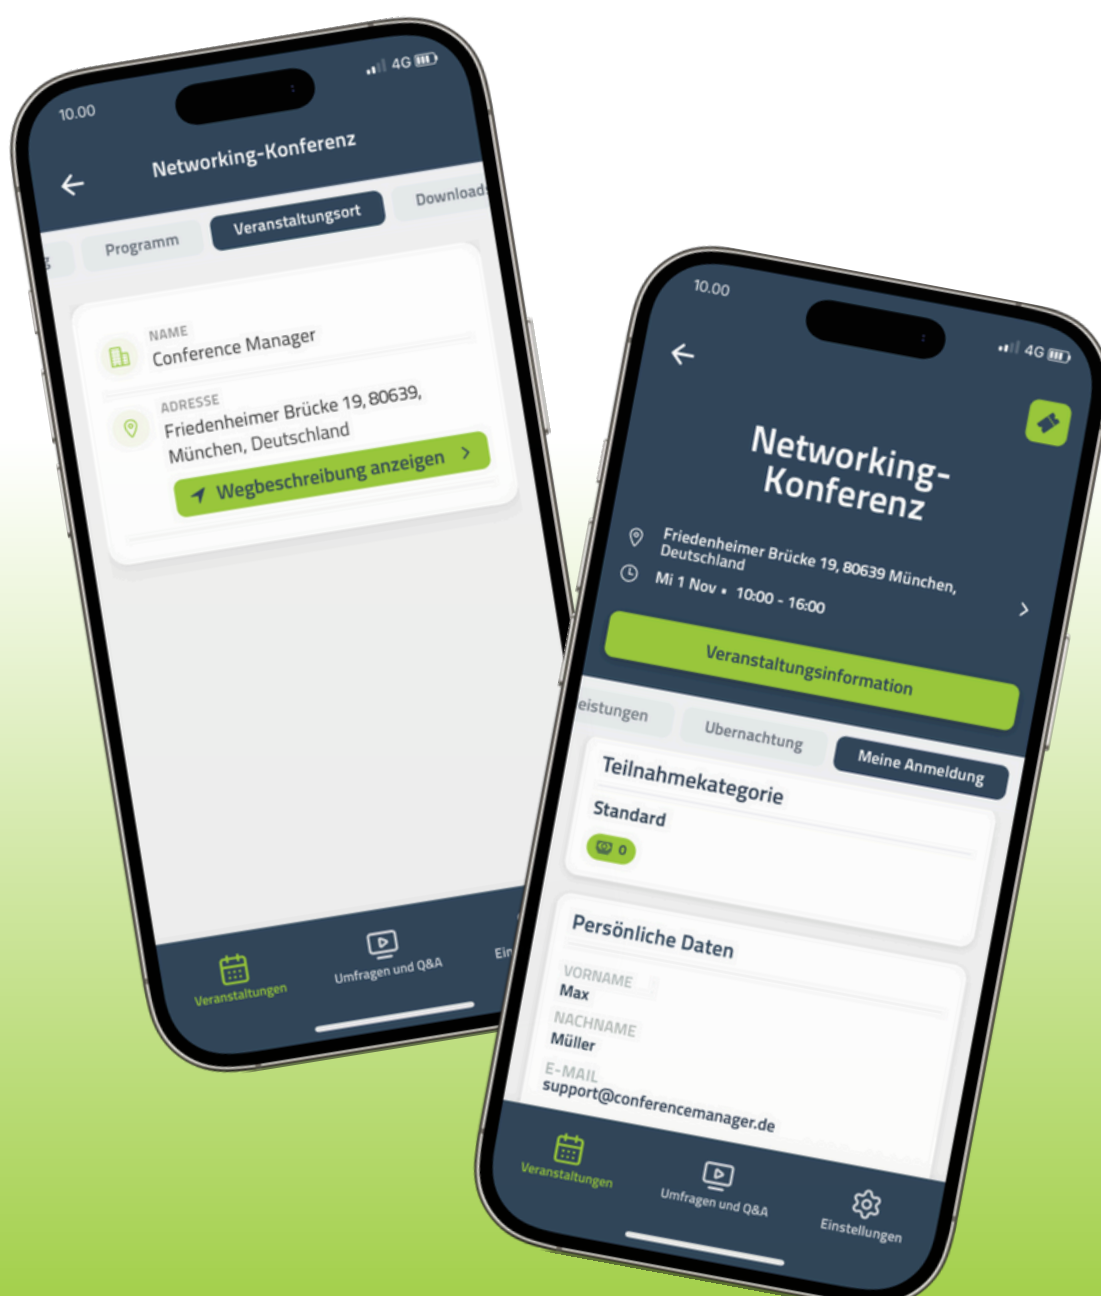 10.00
4G
Networking-Konferenz
g
Programm
Veranstaltungsort
Downloads
NAME
Conference Manager
ADRESSE
Friedenheimer Brücke 19, 80639,
München, Deutschland
Wegbeschreibung anzeigen
Veranstaltungen
Umfragen und Q&A
Ein
10.00
4G
Networking-
Konferenz
Friedenheimer Brücke 19, 80639 München,
Deutschland
Mi 1 Nov • 10:00 - 16:00
Veranstaltungsinformation
eistungen
Ubernachtung
Meine Anmeldung
Teilnahmekategorie
Standard
0
Persönliche Daten
VORNAME
Max
NACHNAME
Müller
E-MAIL
support@conferencemanager.de
Veranstaltungen
Umfragen und Q&A
Einstellungen